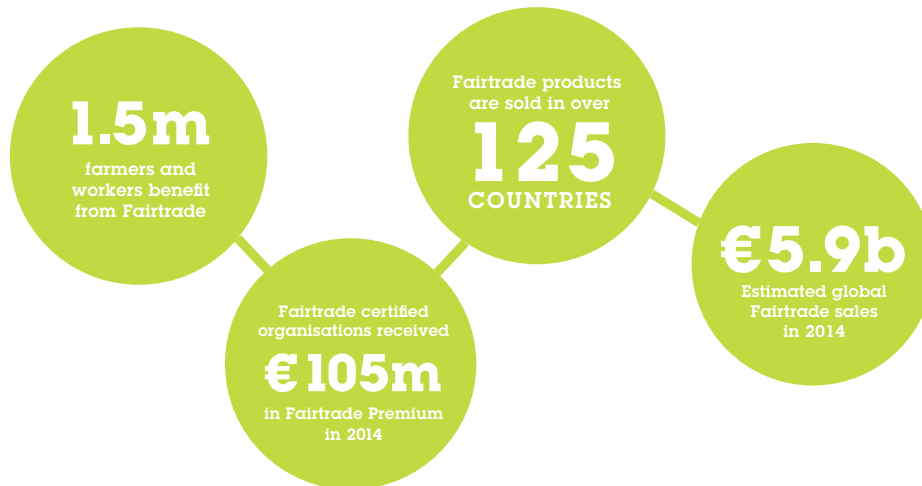 1.5m
farmers and
workers benefit
from Fairtrade
Fairtrade certified
organisations received
€105m
in Fairtrade Premium
in 2014
Fairtrade products
are sold in over
125
COUNTRIES
€5.9b
Estimated global
Fairtrade sales
in 2014